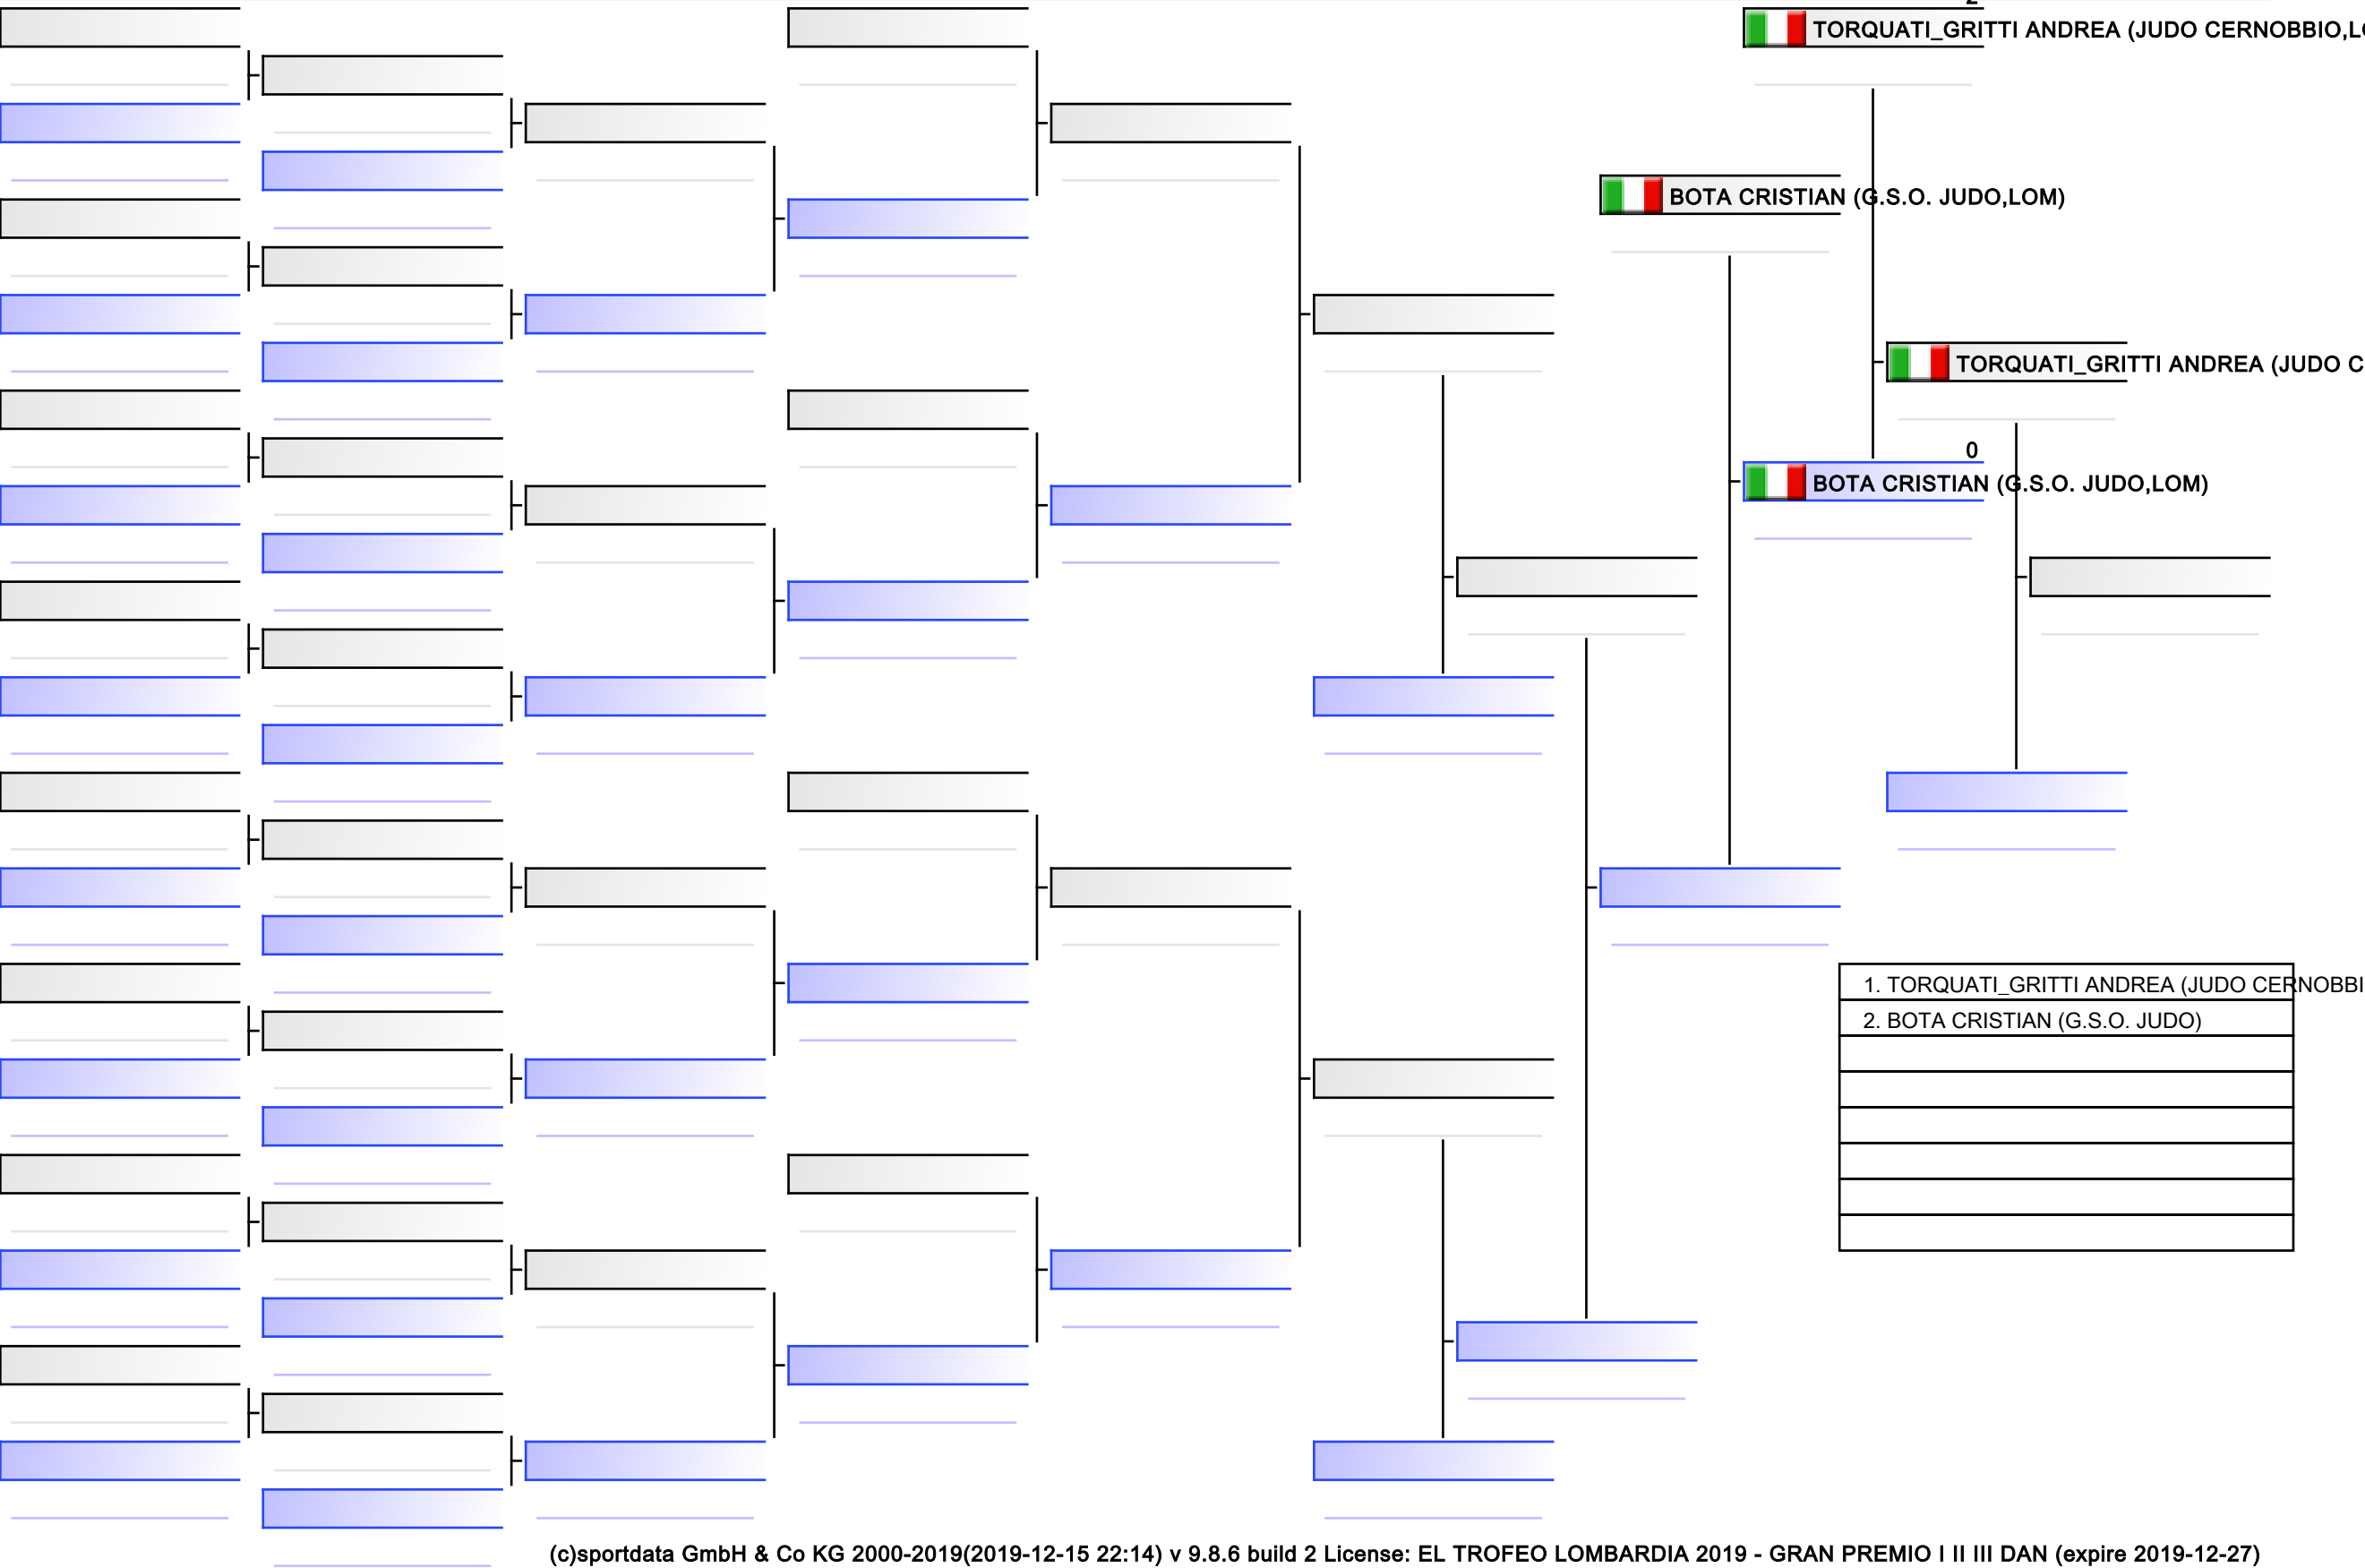 TORQUATI_GRITTI ANDREA (JUDO CERNOBBIO,LO
BOTA CRISTIAN (G.S.O. JUDO,LOM)
TORQUATI_GRITTI ANDREA (JUDO C
0
BOTA CRISTIAN (G.S.O. JUDO,LOM)
1. TORQUATI_GRITTI ANDREA (JUDO CERNOBBI
2. BOTA CRISTIAN (G.S.O. JUDO)
(c)sportdata GmbH & Co KG 2000-2019(2019-12-15 22:14) v 9.8.6 build 2 License: EL TROFEO LOMBARDIA 2019 - GRAN PREMIO I II III DAN (expire 2019-12-27)